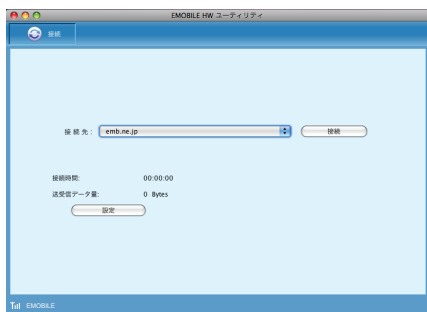 EMOBILE HW ユーティリティ
接続
接続先: emb.ne.jp 接続
接続時間: 00:00:00
送受信データ量: 0 Bytes
設定
EMOBILE